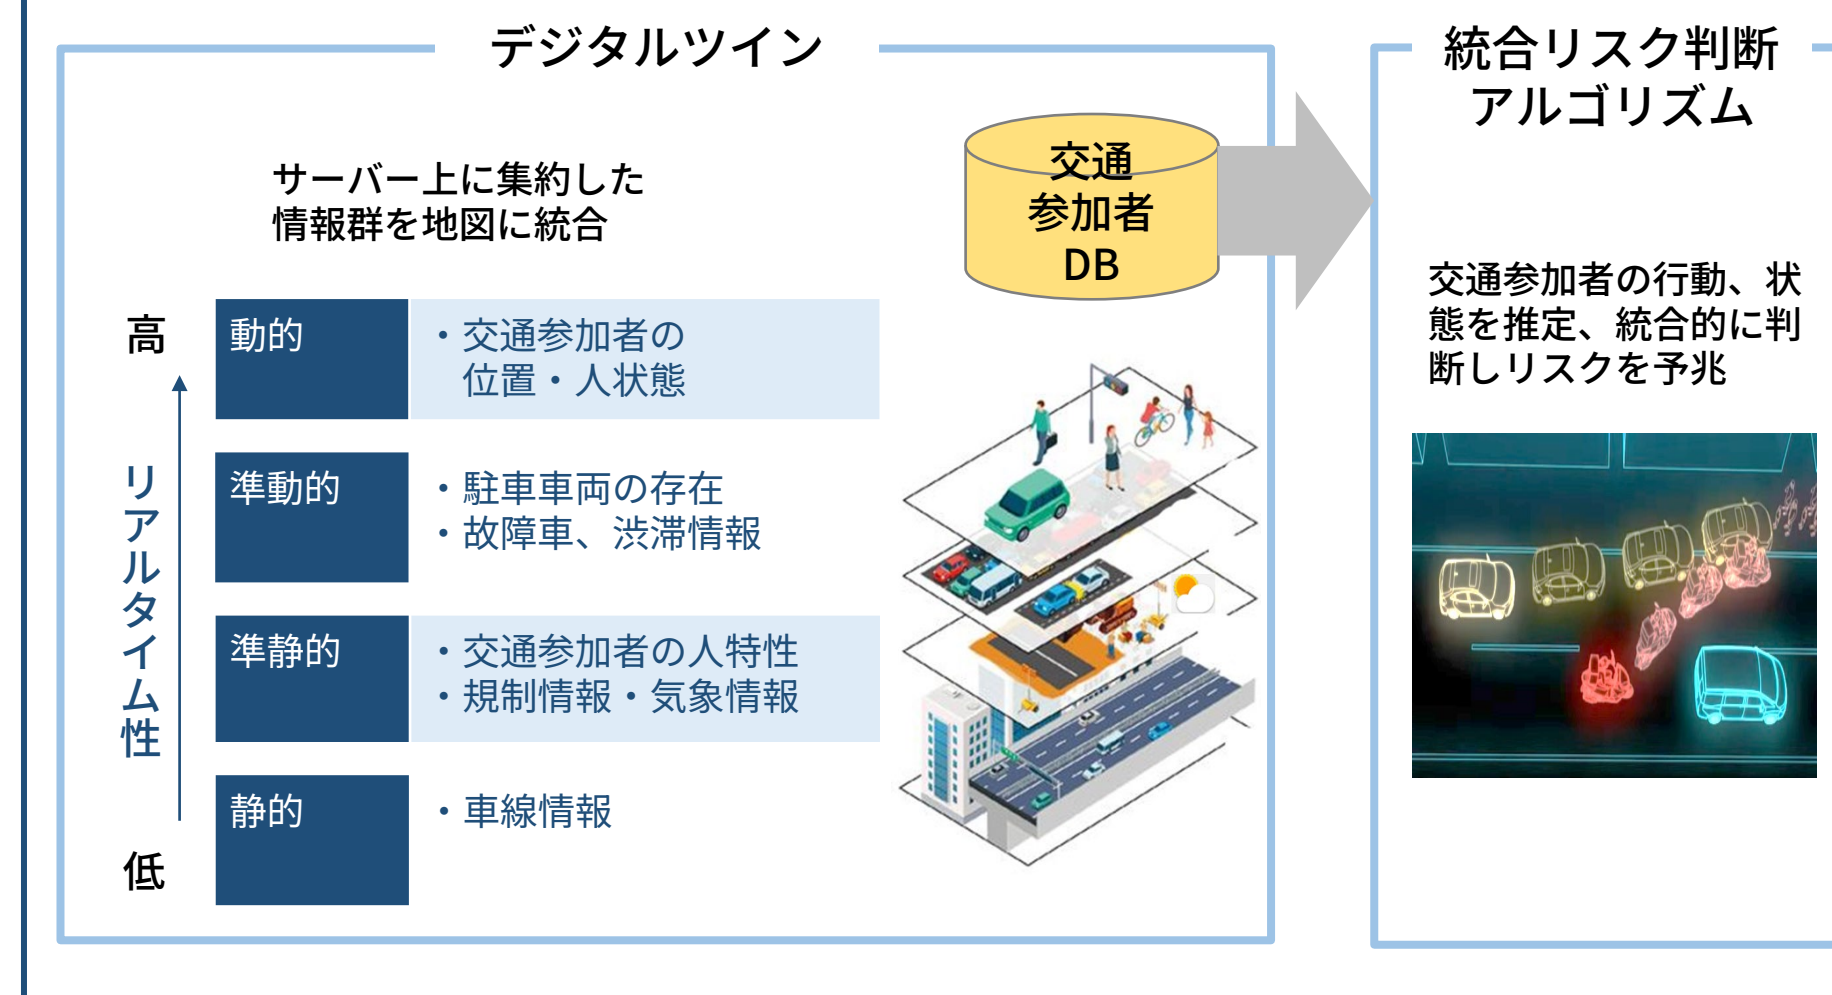 デジタルツイン
サーバー上に集約した
情報群を地図に統合
交通
参加者
DB
高
リアルタイム性
低
動的
・交通参加者の
位置・人状態
準動的
・駐車車両の存在
・故障車、渋滞情報
準静的
・交通参加者の人特性
・規制情報・気象情報
静的
・車線情報
統合リスク判断
アルゴリズム
交通参加者の行動、状
態を推定、統合的に判
断しリスクを予兆